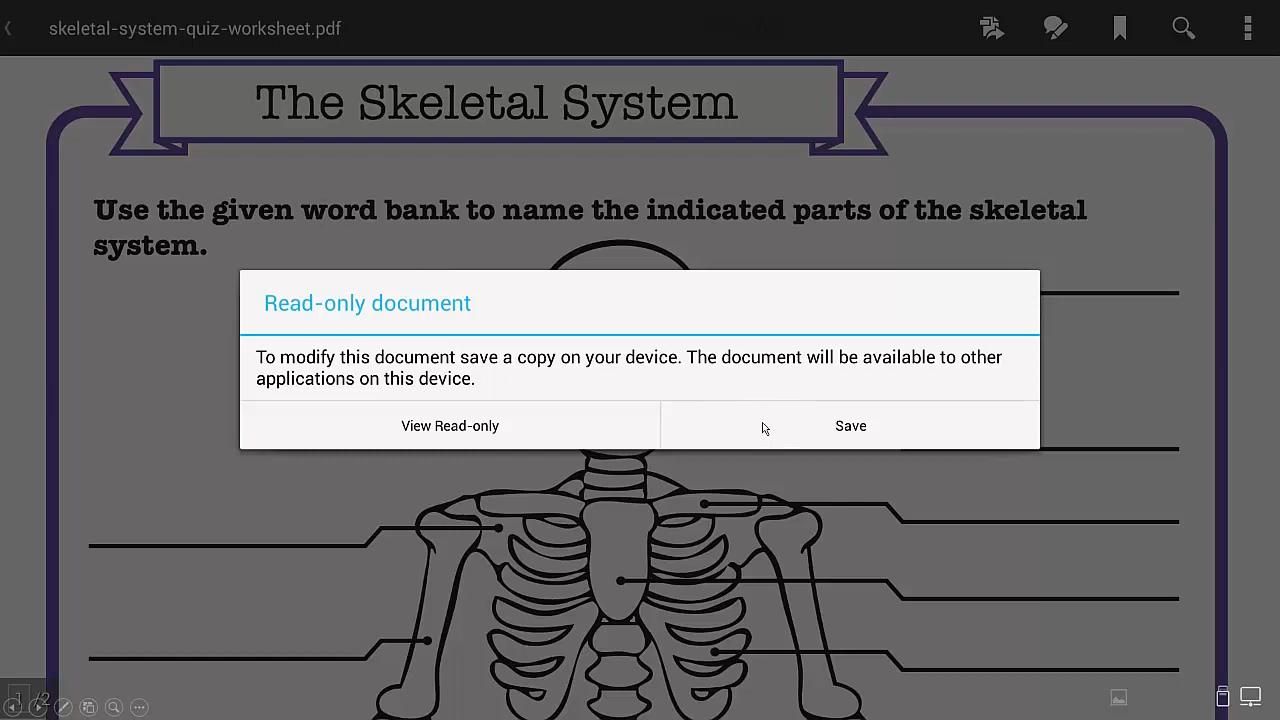 skeletal-system-quiz-worksheet.pdf
The Skeletal System
Use the given word bank to name the indicated parts of the skeletal
system.
Read-only document
To modify this document save a copy on your device. The document will be available to other
applications on this device.
View Read-only
Save
1 /2